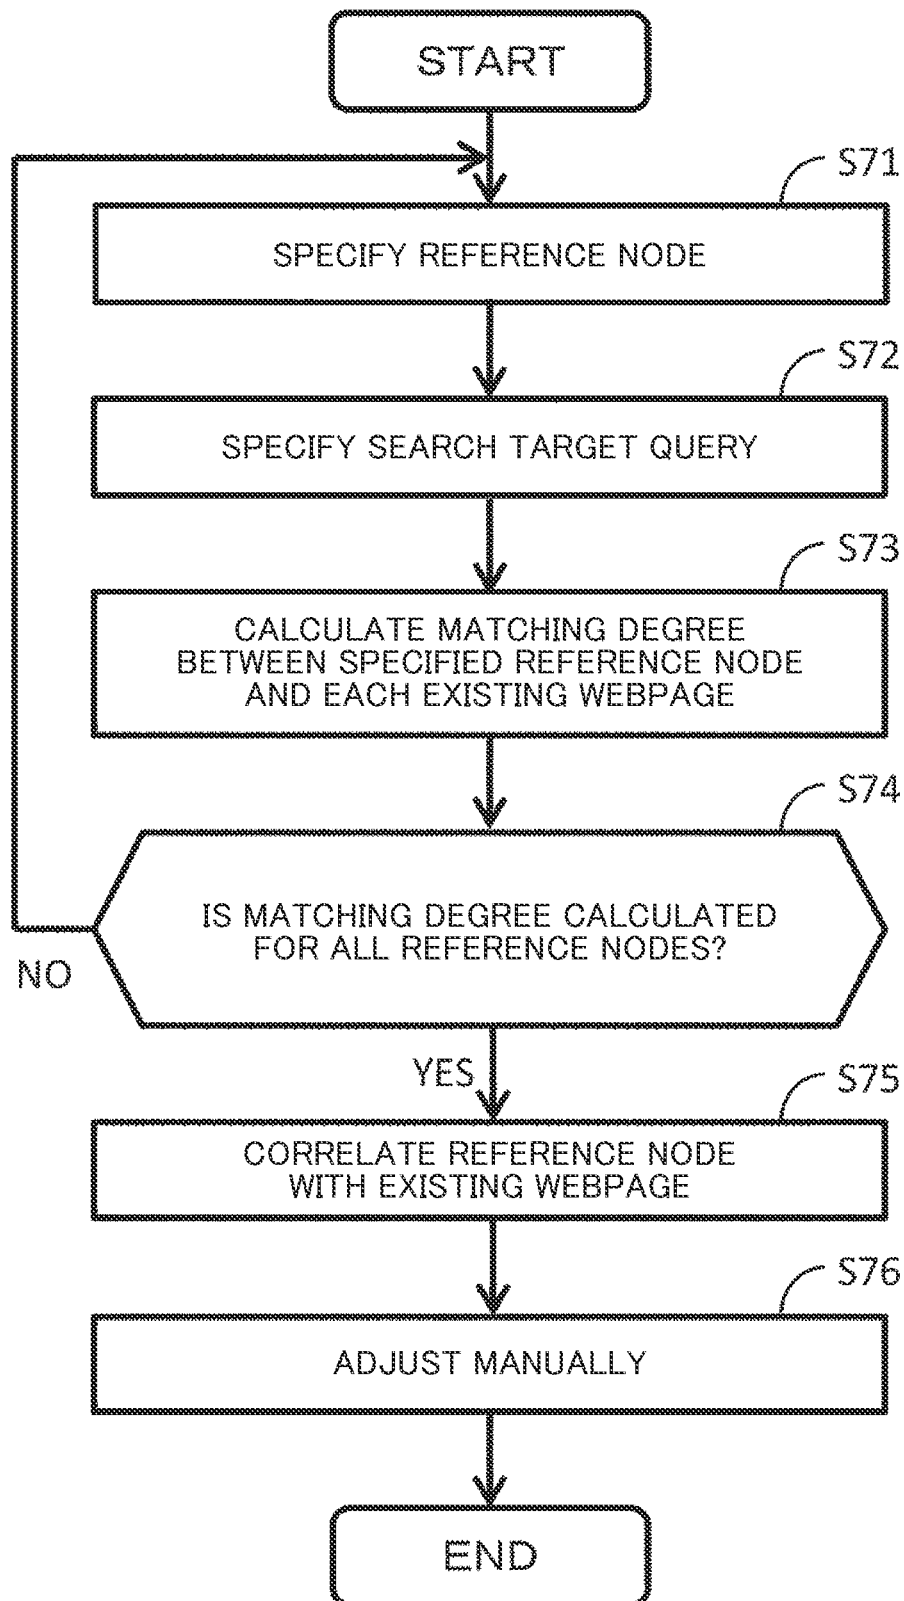 START
S71
SPECIFY REFERENCE NODE
S72
SPECIFY SEARCH TARGET QUERY
S73
CALCULATE MATCHING DEGREE
BETWEEN SPECIFIED REFERENCE NODE
AND EACH EXISTING WEBPAGE
S74
IS MATCHING DEGREE CALCULATED
FOR ALL REFERENCE NODES?
NO
YES
S75
CORRELATE REFERENCE NODE
WITH EXISTING WEBPAGE
S76
ADJUST MANUALLY
END